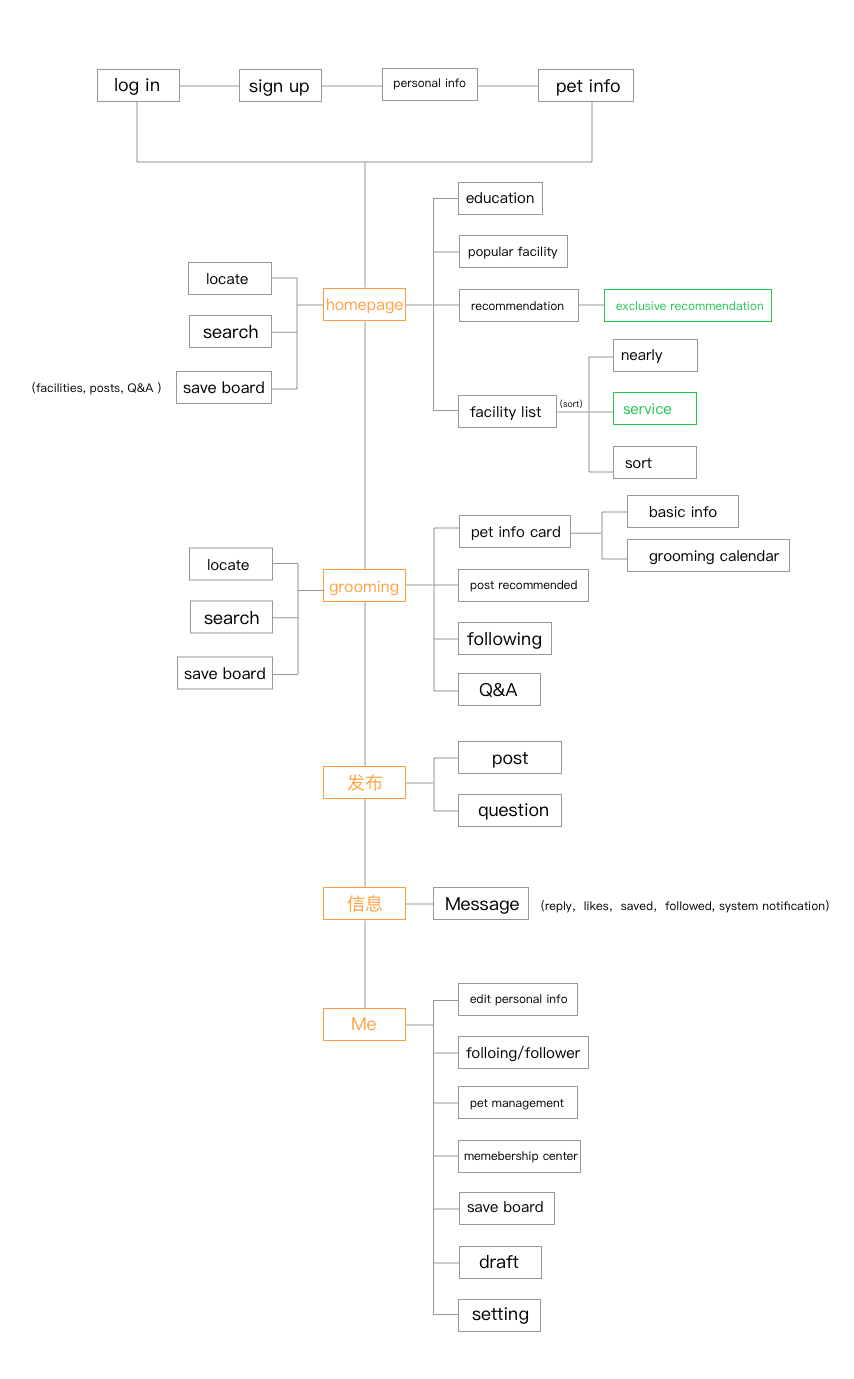 log in
sign up
personal info
pet info
education
popular facility
locate
homepage
recommendation
exclusive recommendation
search
nearly
(facilities, posts, Q&A )
save board
facility list
(sort)
service
sort
basic info
pet info card
grooming calendar
locate
grooming
post recommended
search
following
save board
Q&A
post
发布
question
信息
Message
(reply, likes, saved, followed, system notification)
edit personal info
Me
folloing/follower
pet management
memebership center
save board
draft
setting